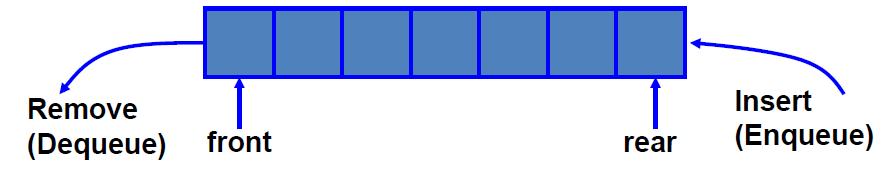 Remove
(Dequeue)
front
rear
Insert
(Enqueue)